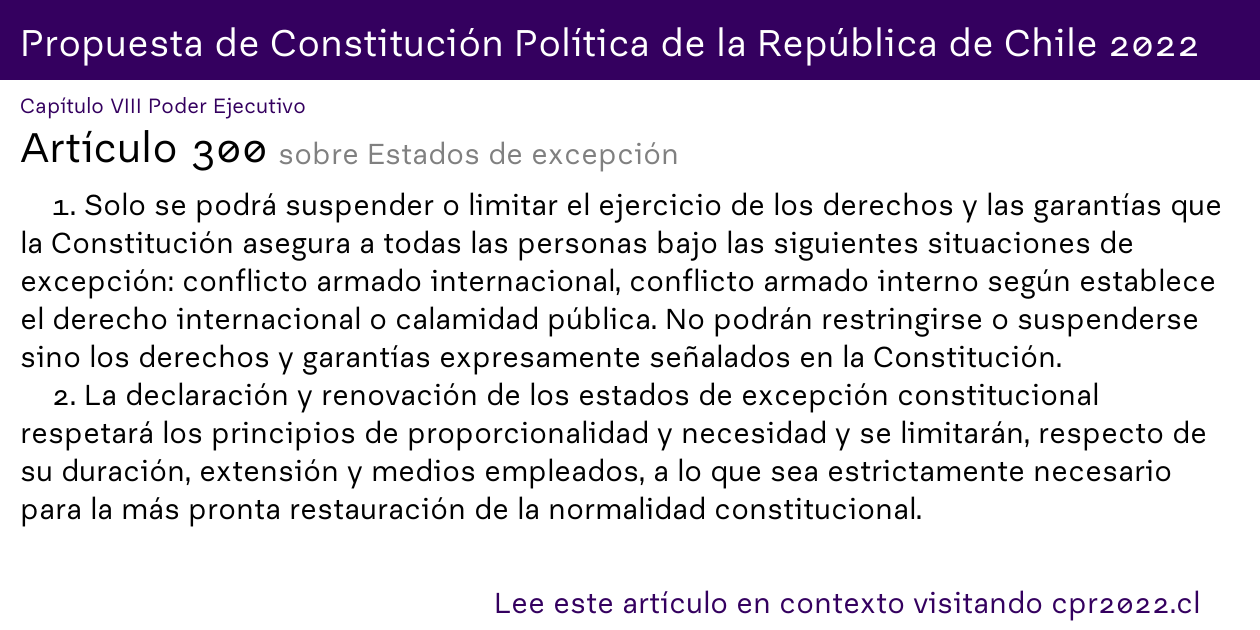 Propuesta de Constitución Política de la República de Chile 2022
Capítulo VIII Poder Ejecutivo
Artículo 300 sobre Estados de excepción
1. Solo se podrá suspender o limitar el ejercicio de los derechos y las garantías que
la Constitución asegura a todas las personas bajo las siguientes situaciones de
excepción: conflicto armado internacional, conflicto armado interno según establece
el derecho internacional o calamidad pública. No podrán restringirse o suspenderse
sino los derechos y garantías expresamente señalados en la Constitución.
2. La declaración y renovación de los estados de excepción constitucional
respetará los principios de proporcionalidad y necesidad y se limitarán, respecto de
su duración, extensión y medios empleados, a lo que sea estrictamente necesario
para la más pronta restauración de la normalidad constitucional.
Lee este artículo en contexto visitando cpr2022.cl